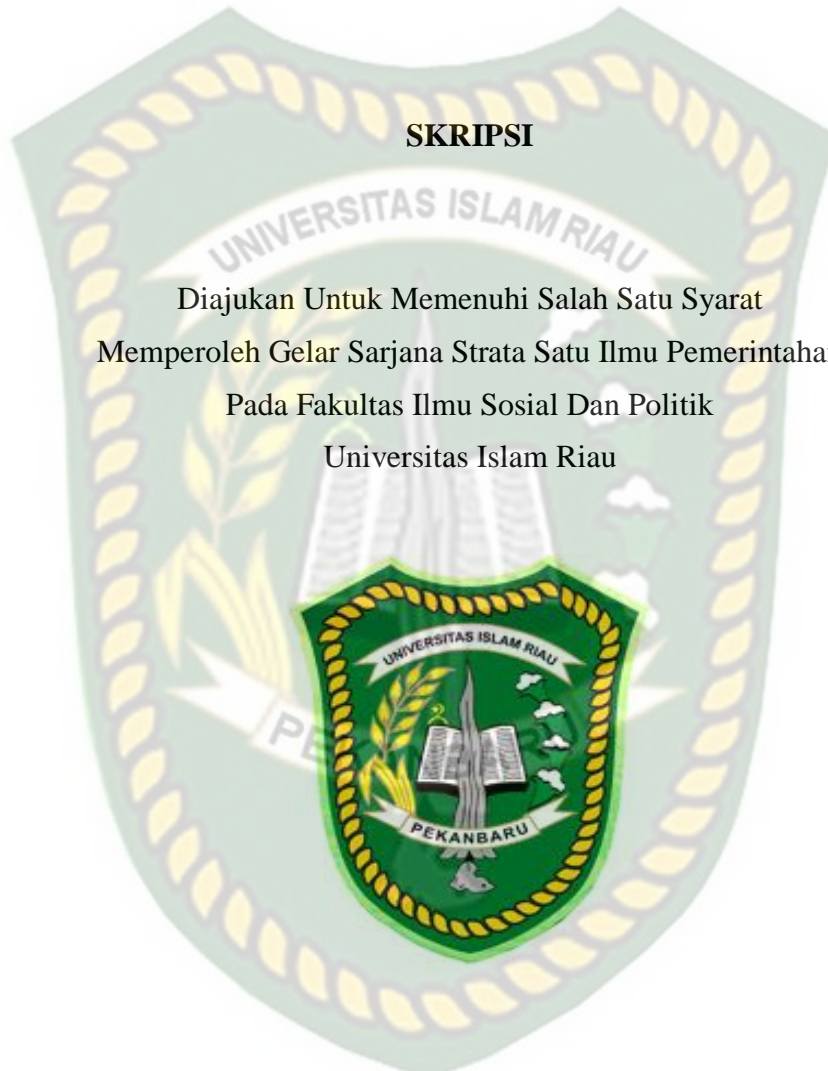 SKRIPSI
UNIVERSITAS ISLAM RIAU
Diajukan Untuk Memenuhi Salah Satu Syarat
Memperoleh Gelar Sarjana Strata Satu Ilmu Pemerintahan
Pada Fakultas Ilmu Sosial Dan Politik
Universitas Islam Riau
UNIVERSITAS ISLAM RIAU
PEKANBARU
PEKANBARU